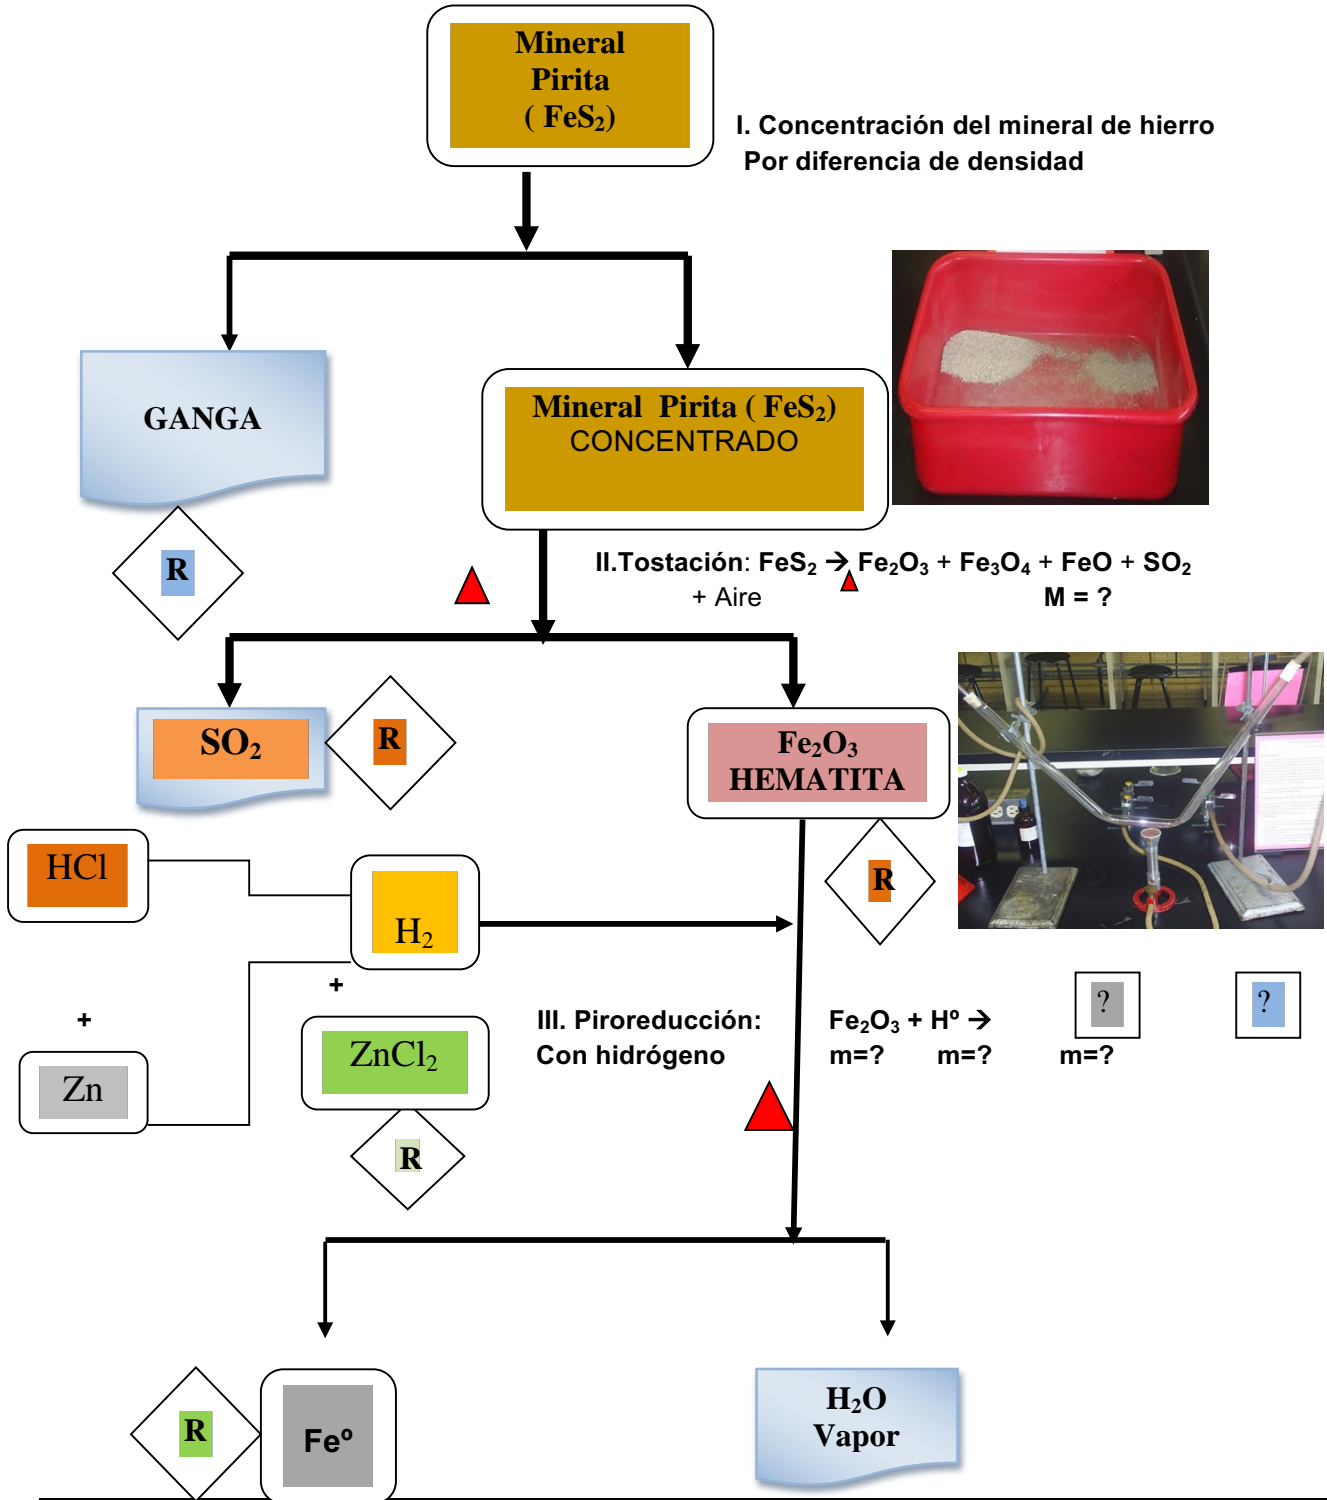 Mineral
Pirita
( FeS₂)
I. Concentración del mineral de hierro
Por diferencia de densidad
GANGA
Mineral Pirita ( FeS₂)
CONCENTRADO
R
II.Tostación: FeS₂ → Fe₂O₃ + Fe₃O₄ + FeO + SO₂
+ Aire
M = ?
SO₂
R
Fe₂O₃
HEMATITA
R
HCl
H₂
+
+
Zn
ZnCl₂
R
III. Piroreducción:
Con hidrógeno
Fe₂O₃ + Hº →
?
?
m=? m=? m=?
R
Feº
H₂O
Vapor